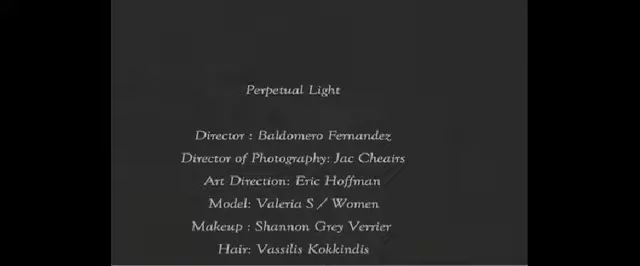 Perpetual Light
Director : Baldomero Fernandez
Director of Photography: Jac Cheairs
Art Direction: Eric Hoffman
Model: Valeria S / Women
Makeup : Shannon Grey Verrier
Hair: Vassilis Kokkindis